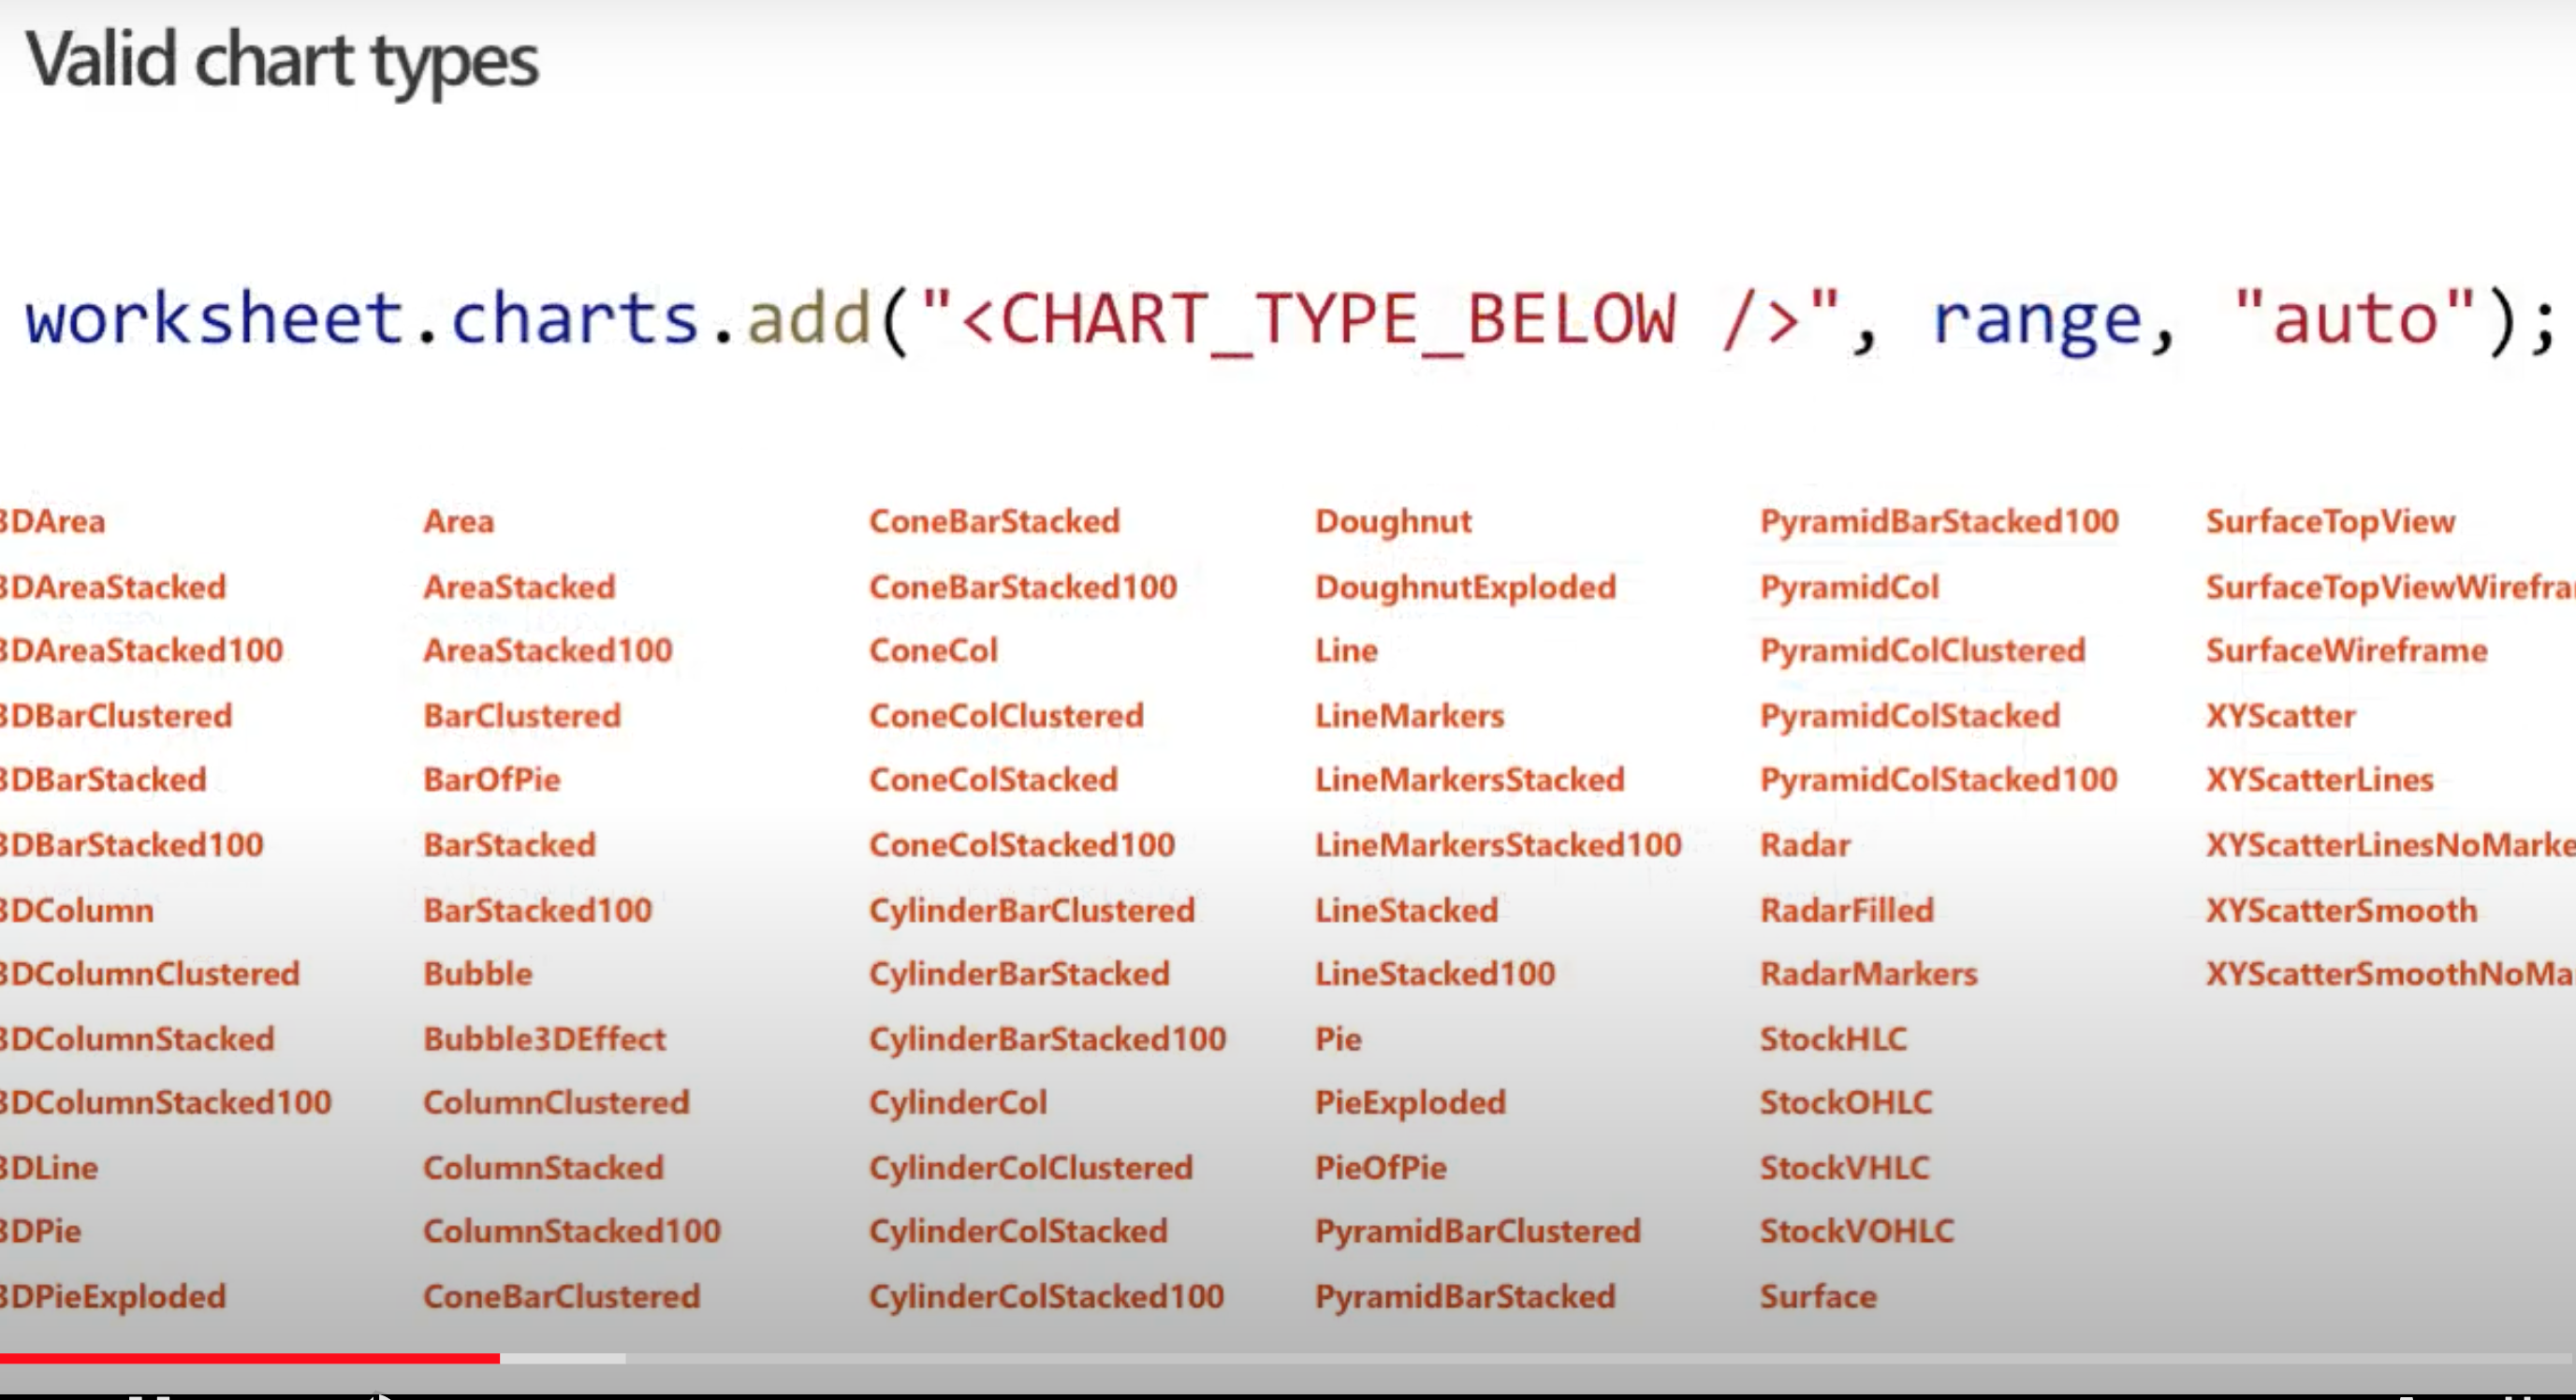 Valid chart types
worksheet.charts.add("<CHART_TYPE_BELOW />", range, "auto");
3DArea
3DAreaStacked
3DAreaStacked100
3DBarClustered
3DBarStacked
3DBarStacked100
3DColumn
3DColumnClustered
3DColumnStacked
3DColumnStacked100
3DLine
3DPie
3DPieExploded
Area
AreaStacked
AreaStacked100
BarClustered
BarOfPie
BarStacked
BarStacked100
Bubble
Bubble3DEffect
ColumnClustered
ColumnStacked
ColumnStacked100
ConeBarClustered
ConeBarStacked
ConeBarStacked100
ConeCol
ConeColClustered
ConeColStacked
ConeColStacked100
CylinderBarClustered
CylinderBarStacked
CylinderBarStacked100
CylinderCol
CylinderColClustered
CylinderColStacked
CylinderColStacked100
Doughnut
DoughnutExploded
Line
LineMarkers
LineMarkersStacked
LineMarkersStacked100
LineStacked
LineStacked100
Pie
PieExploded
PieOfPie
PyramidBarClustered
PyramidBarStacked
PyramidBarStacked100
PyramidCol
PyramidColClustered
PyramidColStacked
PyramidColStacked100
Radar
RadarFilled
RadarMarkers
StockHLC
StockOHLC
StockVHLC
StockVOHLC
Surface
SurfaceTopView
SurfaceTopViewWirefra
SurfaceWireframe
XYScatter
XYScatterLines
XYScatterLinesNoMarke
XYScatterSmooth
XYScatterSmoothNoMa